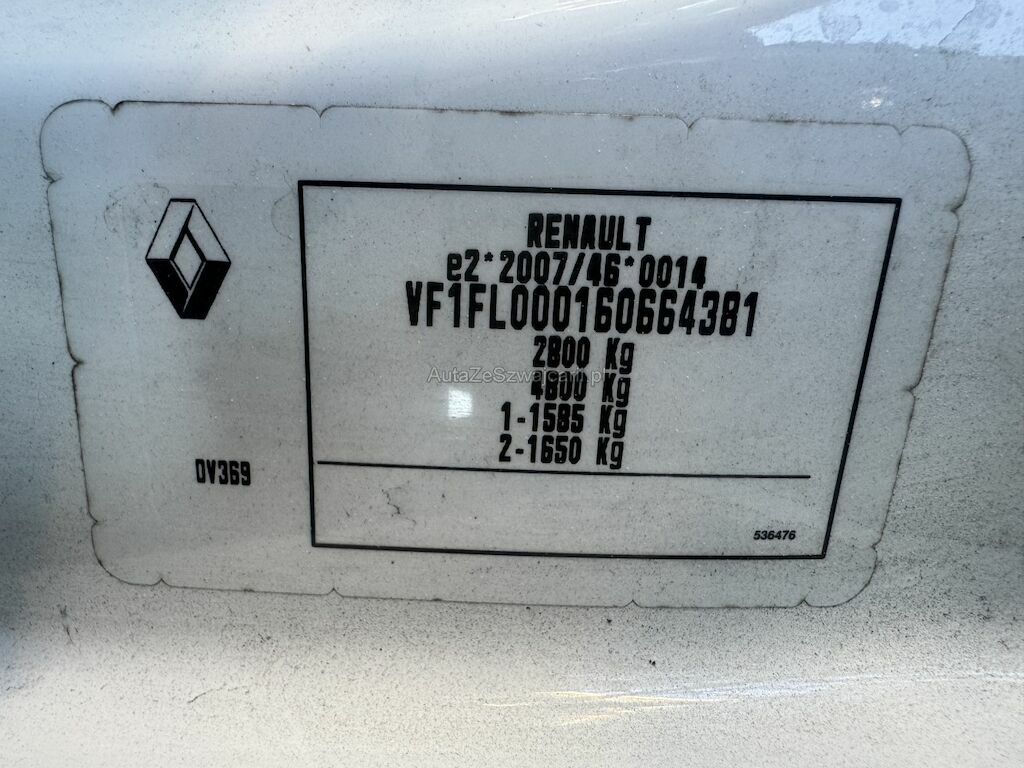 RENAULT
e2*2007/46*0014
VF1FL000160664381
2800 Kg
AutaZeSzwajcarii.pl
4800 Kg
1-1585 Kg
2-1650 Kg
DV369
536476